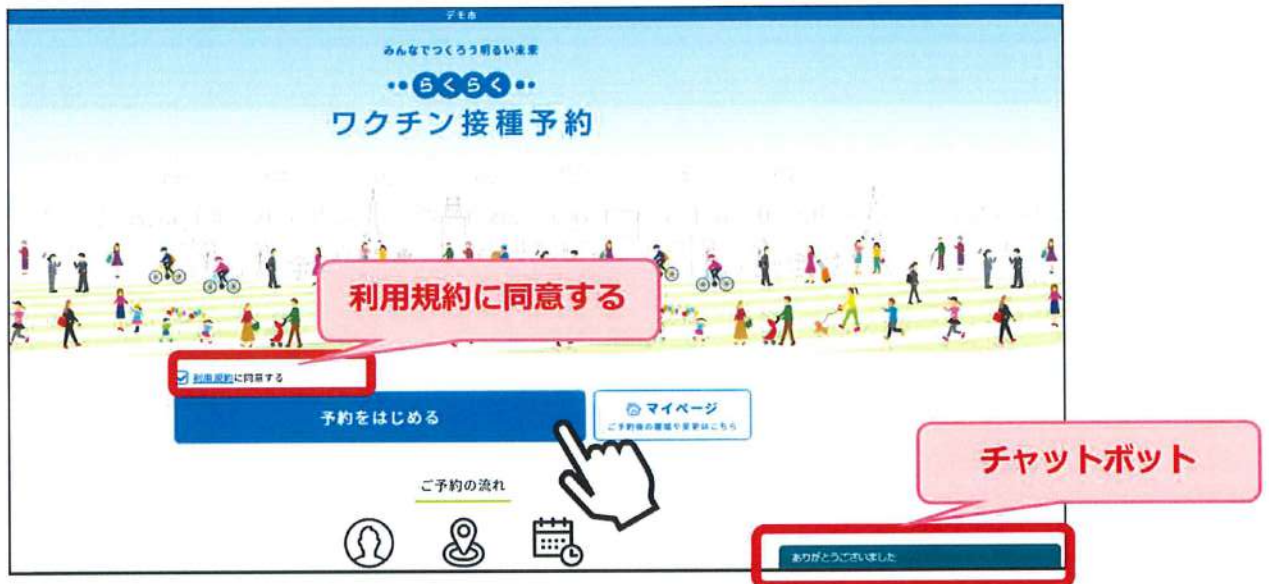 デモ市
みんなでつくろう明るい未来
らくらく
ワクチン接種予約
利用規約に同意する
利用規約に同意する
予約をはじめる
マイページ
ご予約後の確認や変更はこちら
チャットボット
ご予約の流れ
ありがとうございました